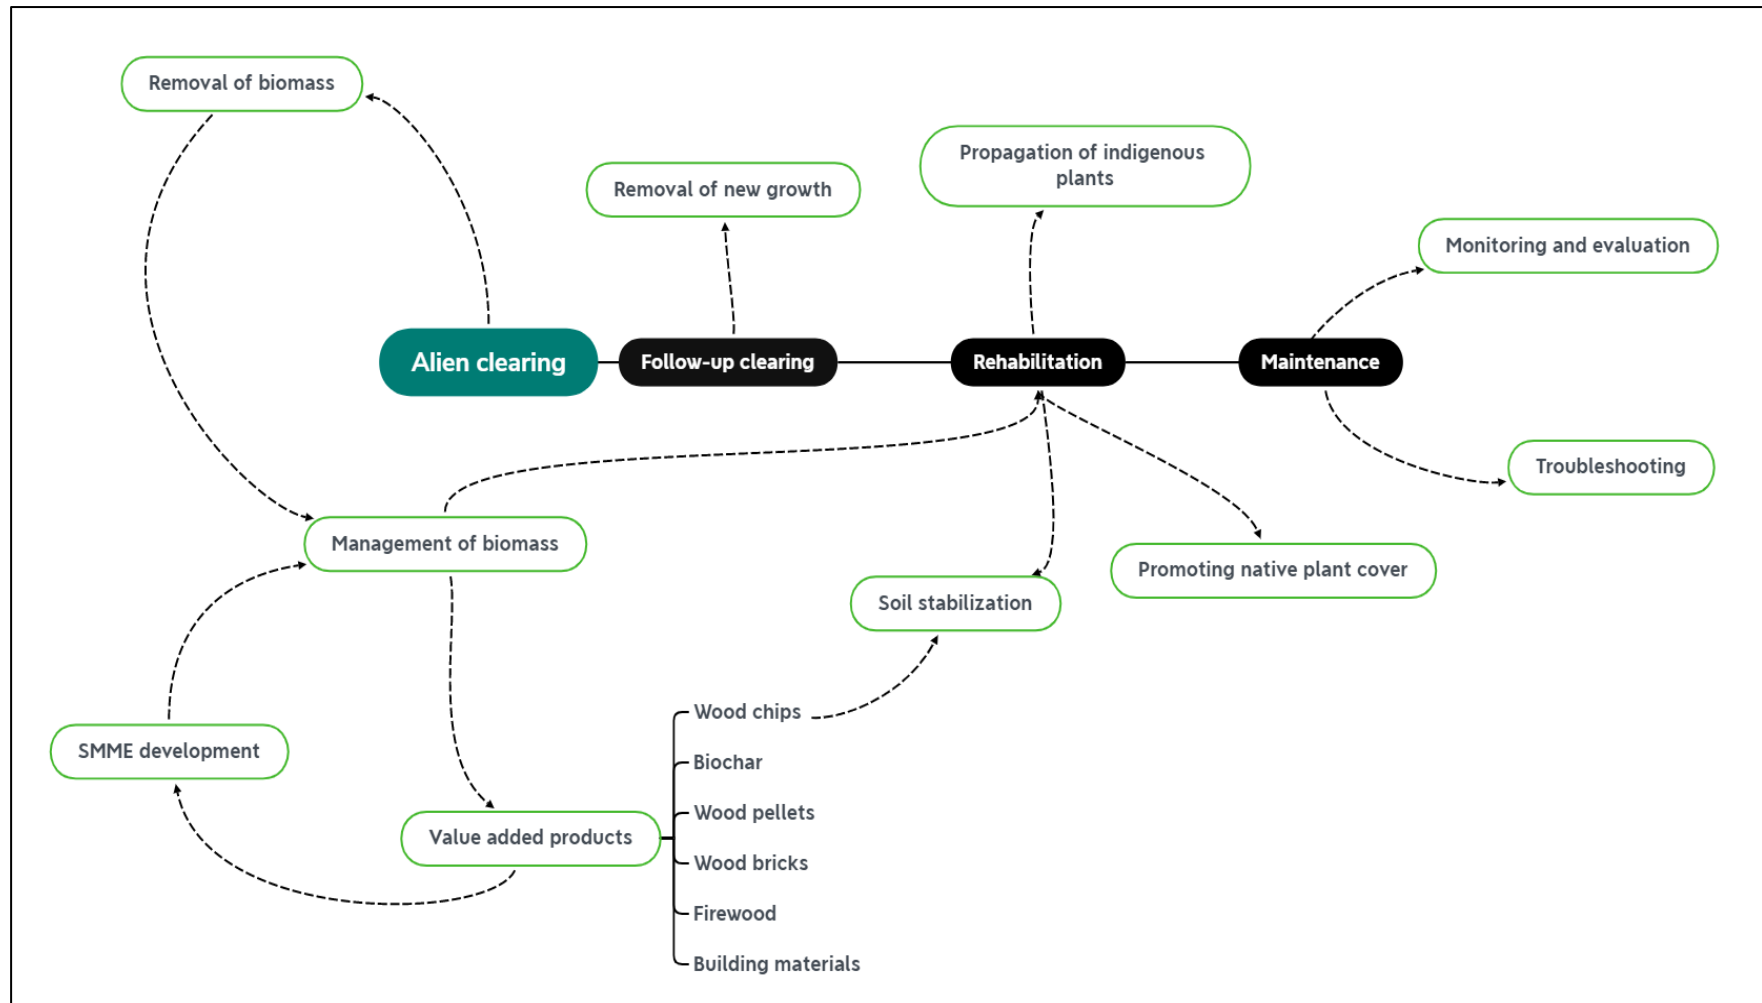 Removal of biomass
Propagation of indigenous
plants
Removal of new growth
Monitoring and evaluation
Alien clearing
Follow-up clearing
Rehabilitation
Maintenance
Troubleshooting
Management of biomass
Promoting native plant cover
Soil stabilization
Wood chips
SMME development
Biochar
Wood pellets
Value added products
Wood bricks
Firewood
Building materials